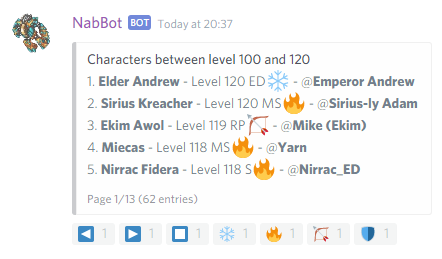 NabBot BOT Today at 20:37
Characters between level 100 and 120
1. Elder Andrew - Level 120 ED❄️ - @Emperor Andrew
2. Sirius Kreacher - Level 120 MS🔥 - @Sirius-ly Adam
3. Ekim Awol - Level 119 RP🏹 - @Mike (Ekim)
4. Miecas - Level 118 MS🔥 - @Yarn
5. Nirrac Fidera - Level 118 S🔥 - @Nirrac_ED
Page 1/13 (62 entries)
◀ 1 ▶ 1 ⏹ 1 ❄️ 1 🔥 1 🏹 1 🛡 1